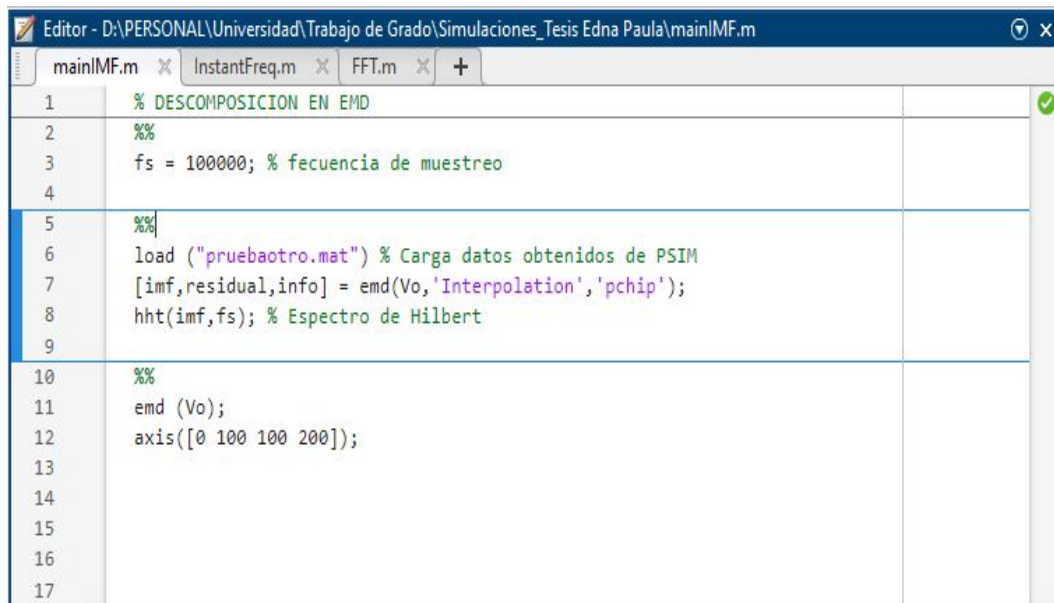 Editor - D:\PERSONAL\Universidad\Trabajo de Grado\Simulaciones_Tesis Edna Paula\mainIMF.m
mainIMF.m InstantFreq.m FFT.m +
1 % DESCOMPOSICION EN EMD
2 %%
3 fs = 100000; % fecuencia de muestreo
4
5 %%
6 load ("pruebaotro.mat") % Carga datos obtenidos de PSIM
7 [imf,residual,info] = emd(Vo,'Interpolation','pchip');
8 hht(imf,fs); % Espectro de Hilbert
9
10 %%
11 emd (Vo);
12 axis([0 100 100 200]);
13
14
15
16
17